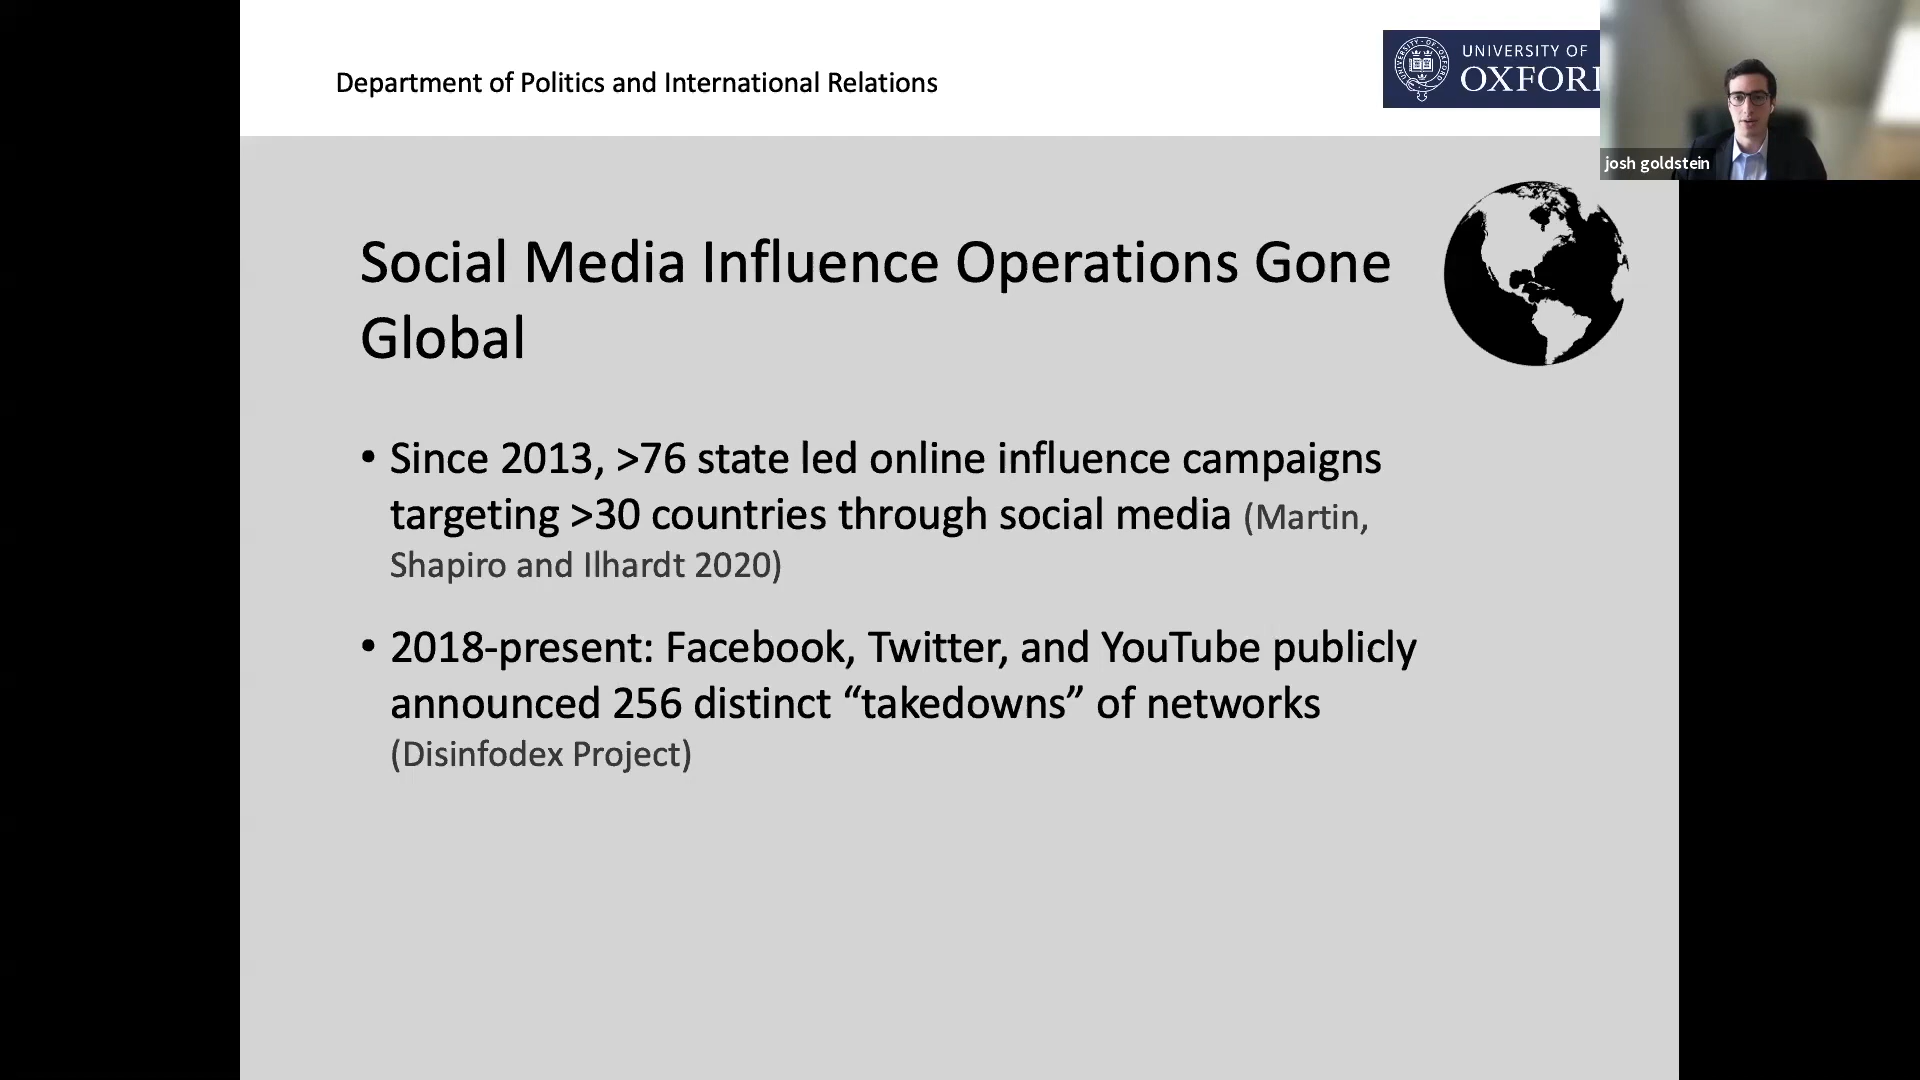 Department of Politics and International Relations
UNIVERSITY OF
OXFOR
josh goldstein
Social Media Influence Operations Gone
Global
• Since 2013, >76 state led online influence campaigns
targeting >30 countries through social media (Martin,
Shapiro and Ilhardt 2020)
• 2018-present: Facebook, Twitter, and YouTube publicly
announced 256 distinct “takedowns” of networks
(Disinfodex Project)